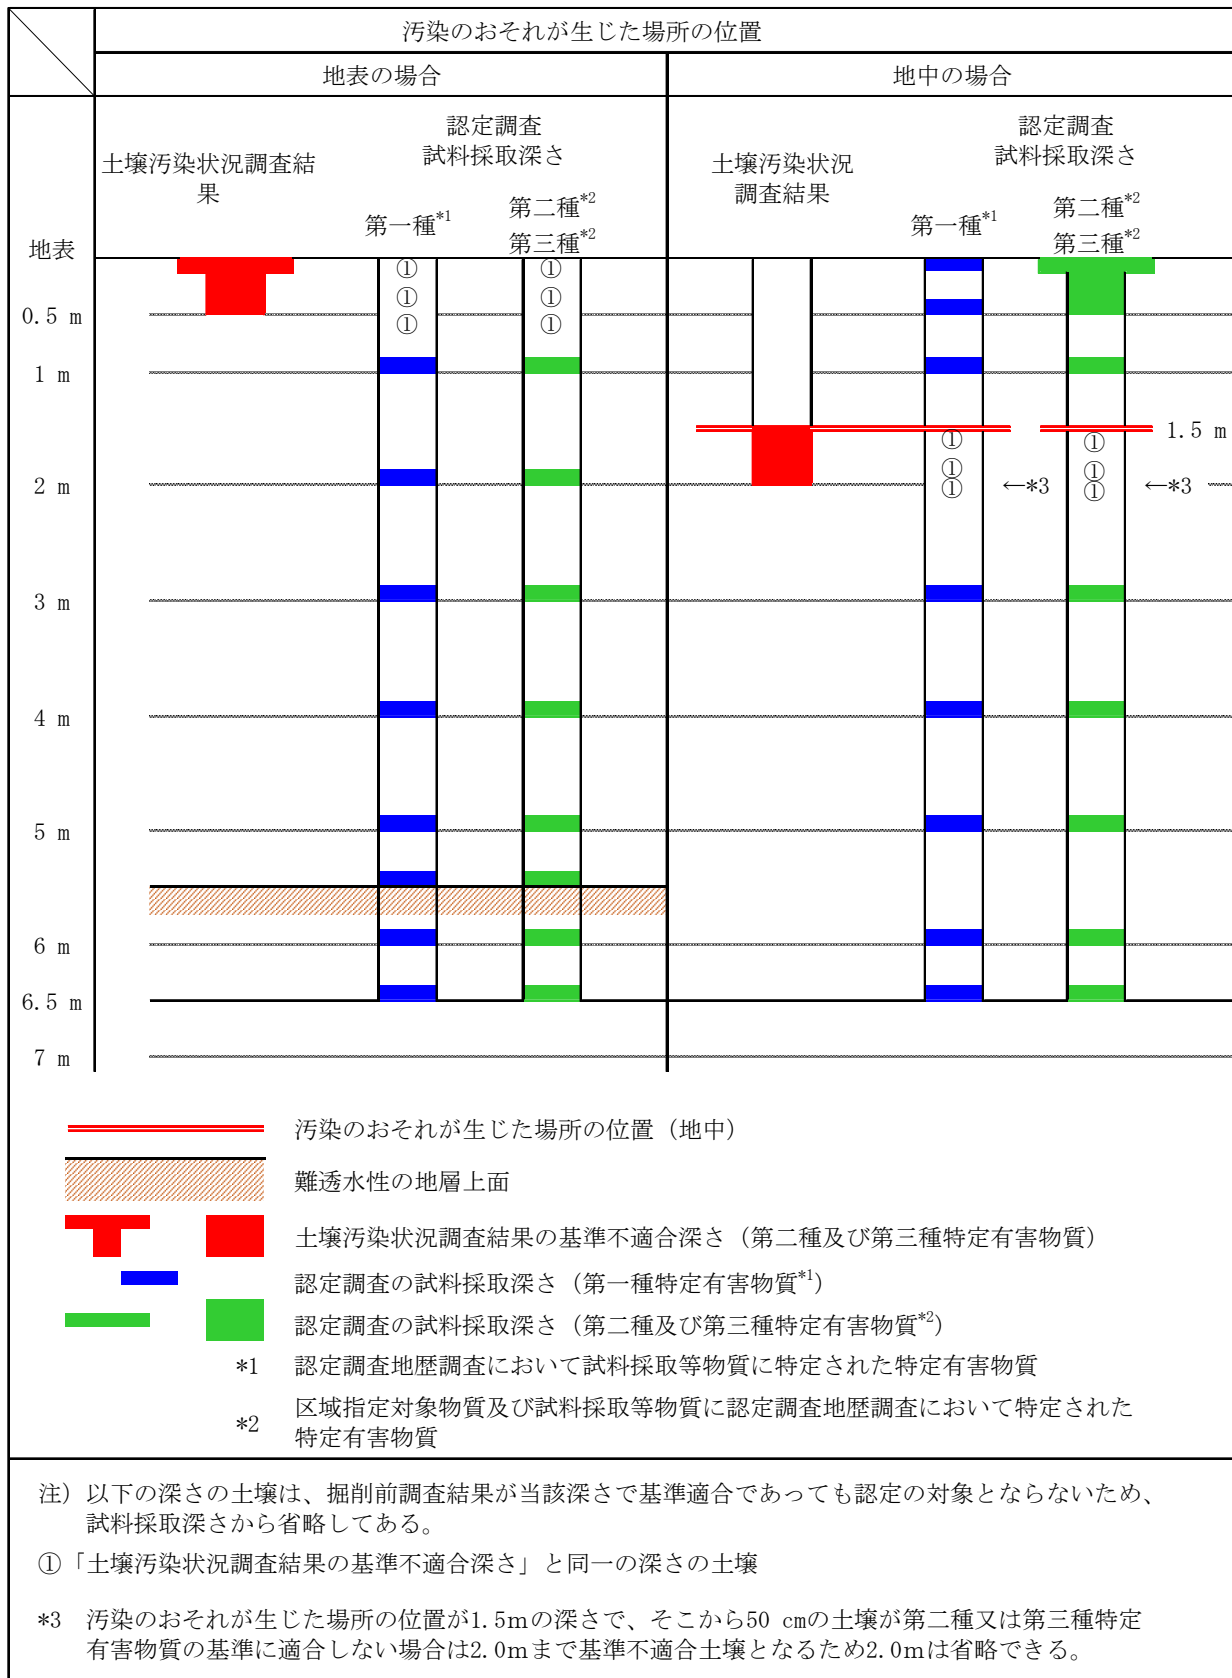 汚染のおそれが生じた場所の位置
地表の場合
地中の場合
土壌汚染状況調査結
果
認定調査
試料採取深さ
第一種*1
第二種*2
第三種*2
土壌汚染状況
調査結果
認定調査
試料採取深さ
第一種*1
第二種*2
第三種*2
地表
① ①
① ①
0.5 m
① ①
1 m
1.5 m
① ①
① ①
2 m
① ←*3 ① ←*3
3 m
4 m
5 m
6 m
6.5 m
7 m
汚染のおそれが生じた場所の位置（地中）
難透水性の地層上面
土壌汚染状況調査結果の基準不適合深さ（第二種及び第三種特定有害物質）
認定調査の試料採取深さ（第一種特定有害物質*1）
認定調査の試料採取深さ（第二種及び第三種特定有害物質*2）
*1 認定調査地歴調査において試料採取等物質に特定された特定有害物質
*2 区域指定対象物質及び試料採取等物質に認定調査地歴調査において特定された
特定有害物質
注）以下の深さの土壌は、掘削前調査結果が当該深さで基準適合であっても認定の対象とならないため、
試料採取深さから省略してある。
①「土壌汚染状況調査結果の基準不適合深さ」と同一の深さの土壌
*3 汚染のおそれが生じた場所の位置が1.5mの深さで、そこから50 cmの土壌が第二種又は第三種特定
有害物質の基準に適合しない場合は2.0mまで基準不適合土壌となるため2.0mは省略できる。